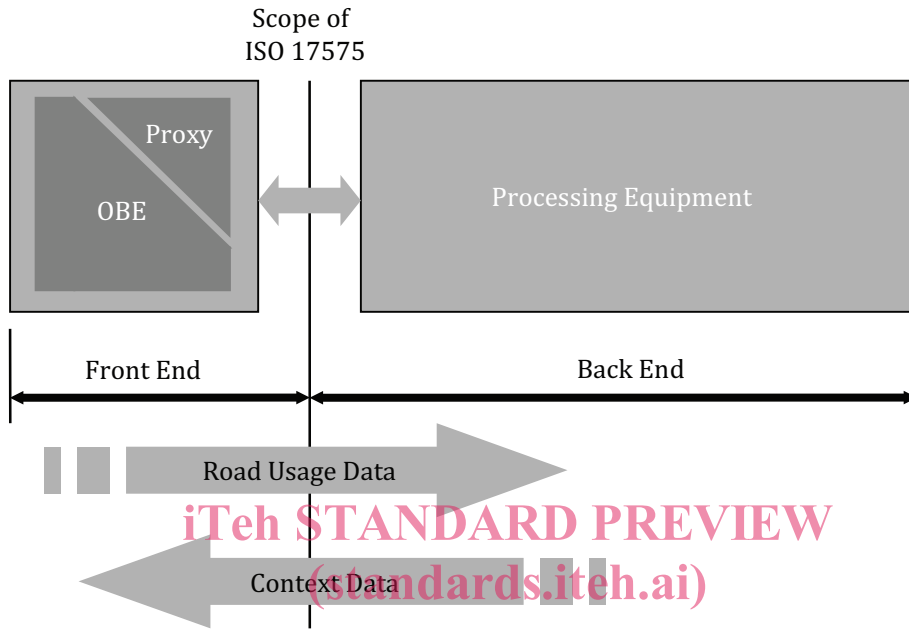 Scope of
ISO 17575
Proxy
OBE
Processing Equipment
Front End
Back End
Road Usage Data
iTeh STANDARD PREVIEW
Context Data
(standards.iteh.ai)